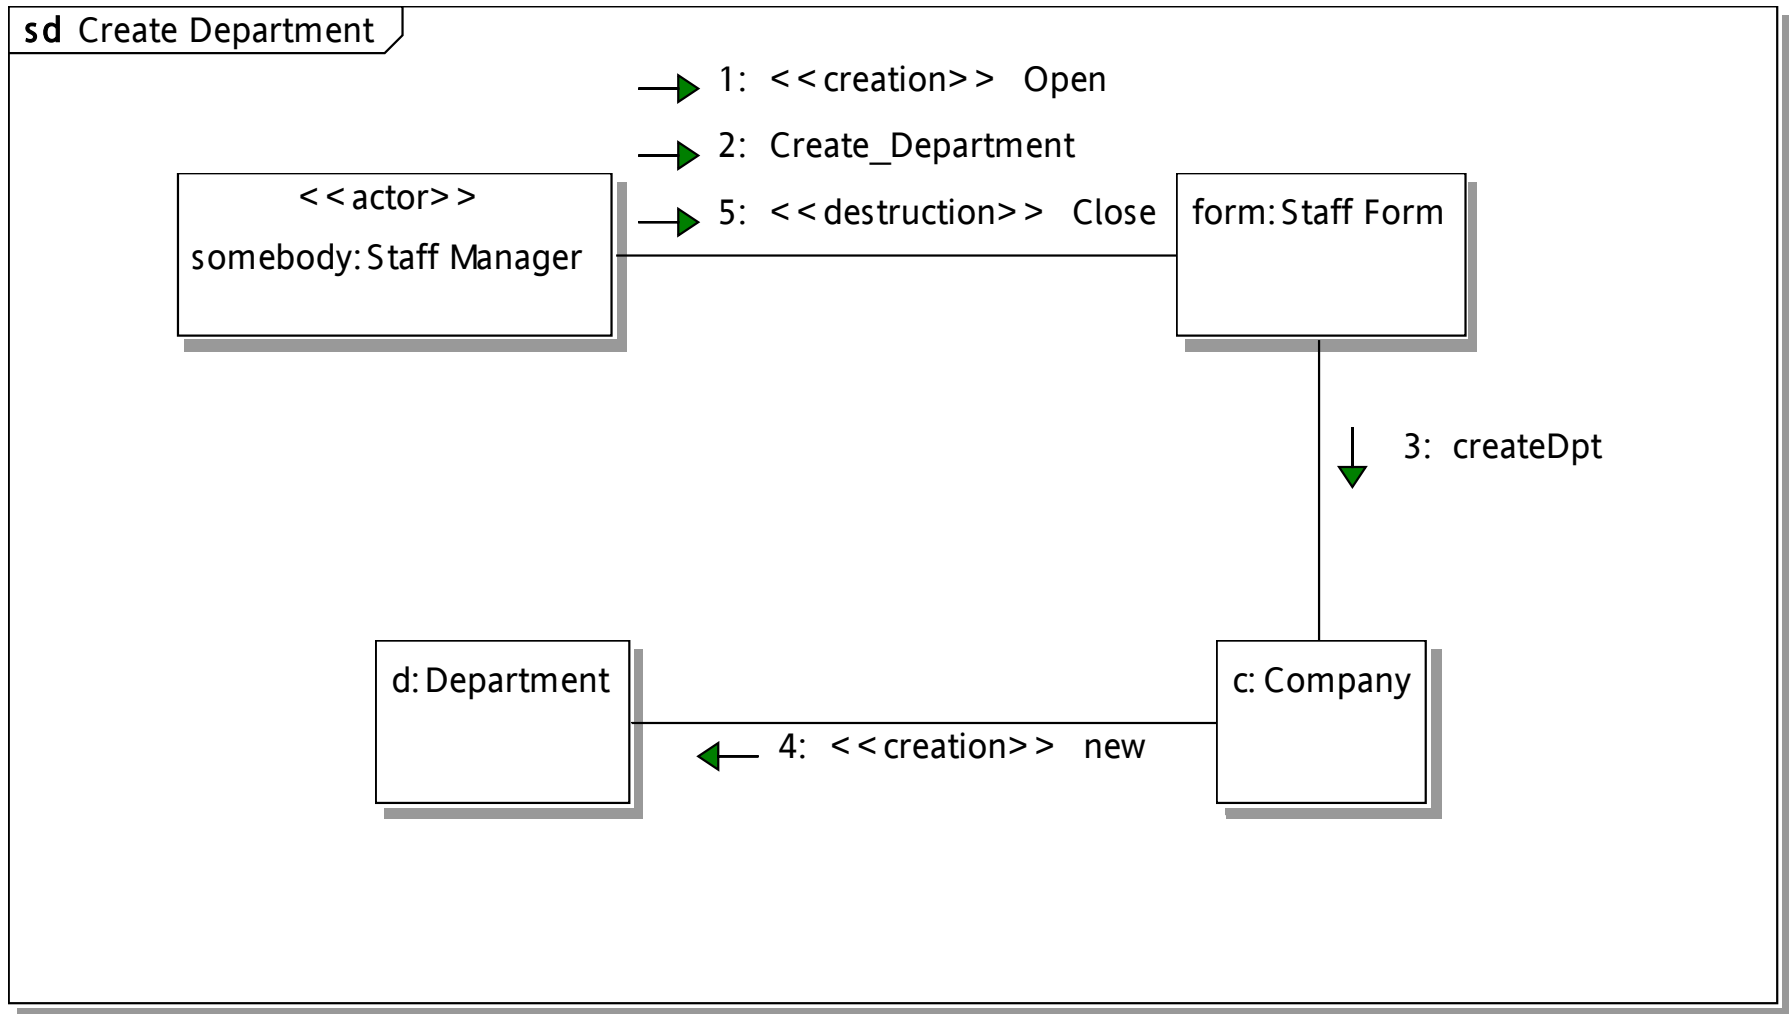 sd Create Department
1: <<creation>> Open
2: Create_Department
5: <<destruction>> Close
<<actor>>
somebody:Staff Manager
form:Staff Form
3: createDpt
d:Department
c:Company
4: <<creation>> new